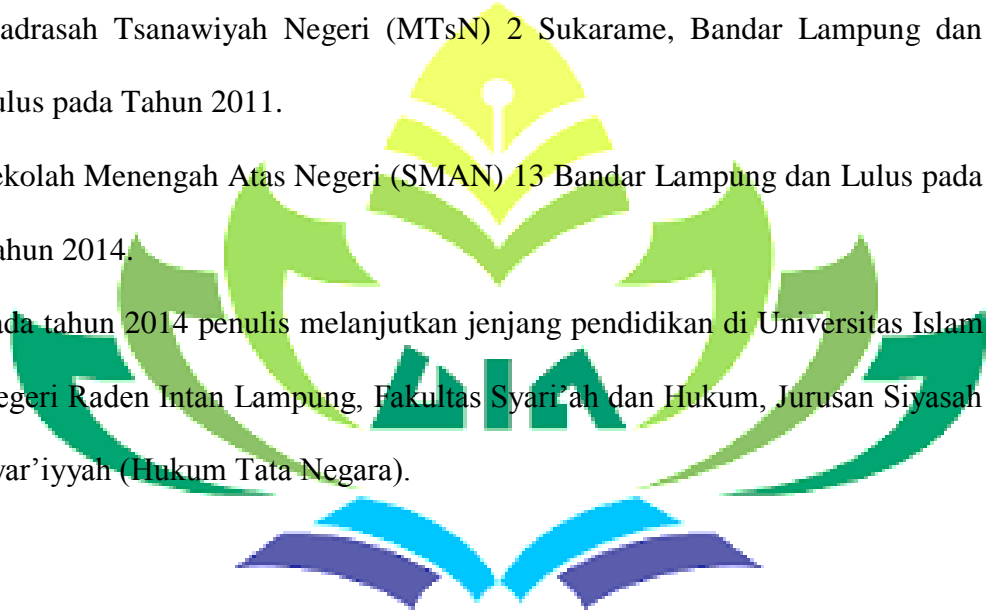 adrasah Tsanawiyah Negeri (MTsN) 2 Sukarame, Bandar Lampung dan
ulus pada Tahun 2011.
ekolah Menengah Atas Negeri (SMAN) 13 Bandar Lampung dan Lulus pada
ahun 2014.
ada tahun 2014 penulis melanjutkan jenjang pendidikan di Universitas Islam
egeri Raden Intan Lampung, Fakultas Syari’ah dan Hukum, Jurusan Siyasah
yar’iyyah (Hukum Tata Negara).